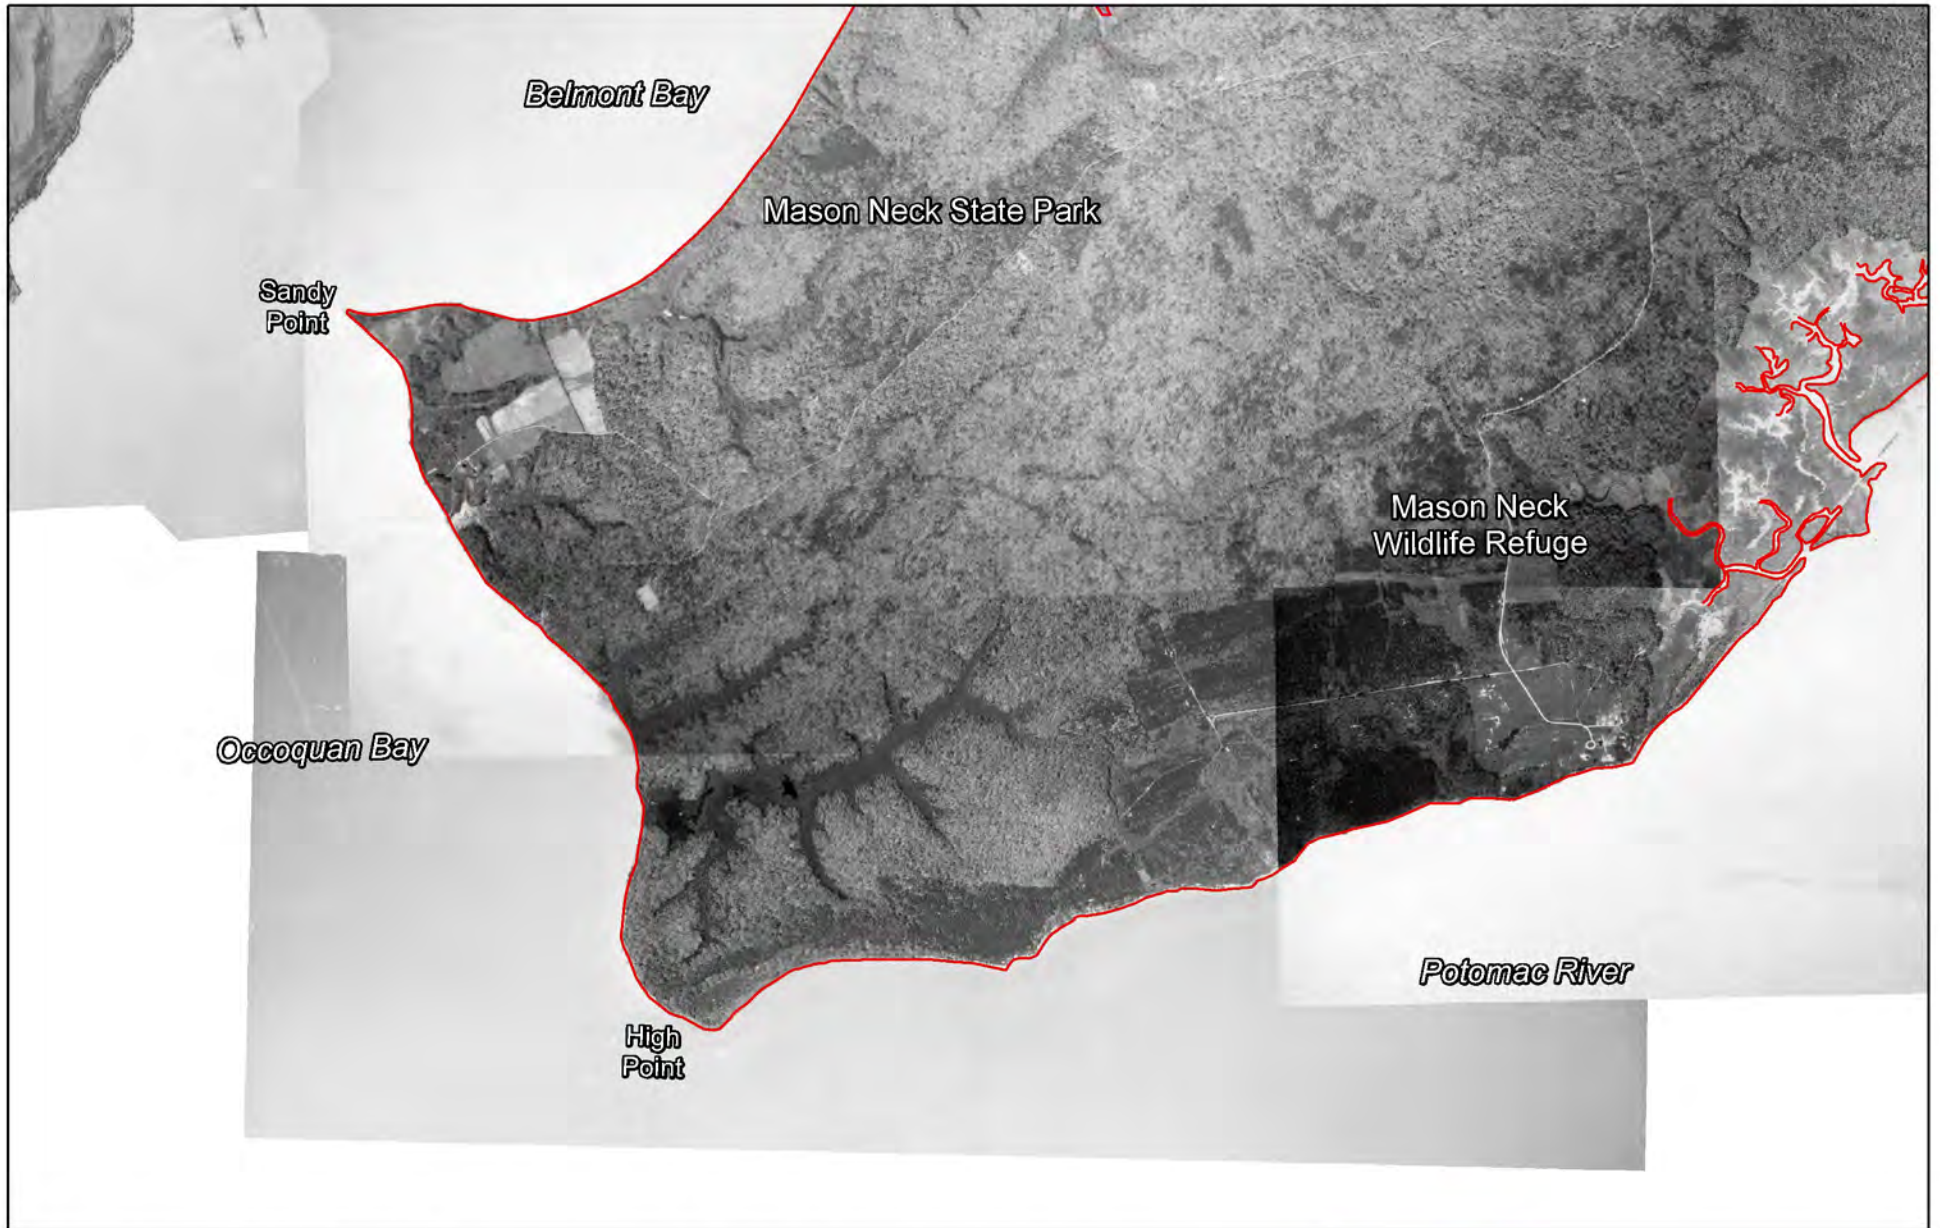 Belmont Bay
Mason Neck State Park
Sandy
Point
Mason Neck
Wildlife Refuge
Occoquan Bay
Potomac River
High
Point